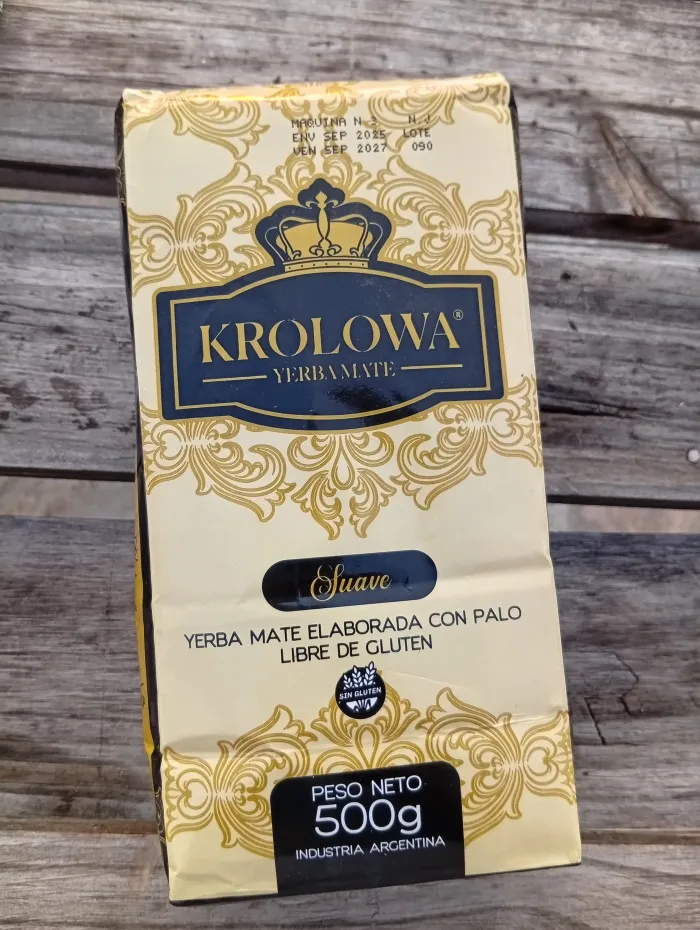 MAQUINA N 3 N J
ENV SEP 2025 LOTE
VEN SEP 2027 090
KROLOWA®
YERBA MATE
Suave
YERBA MATE ELABORADA CON PALO
LIBRE DE GLUTEN
SIN GLUTEN
PESO NETO
500g
INDUSTRIA ARGENTINA